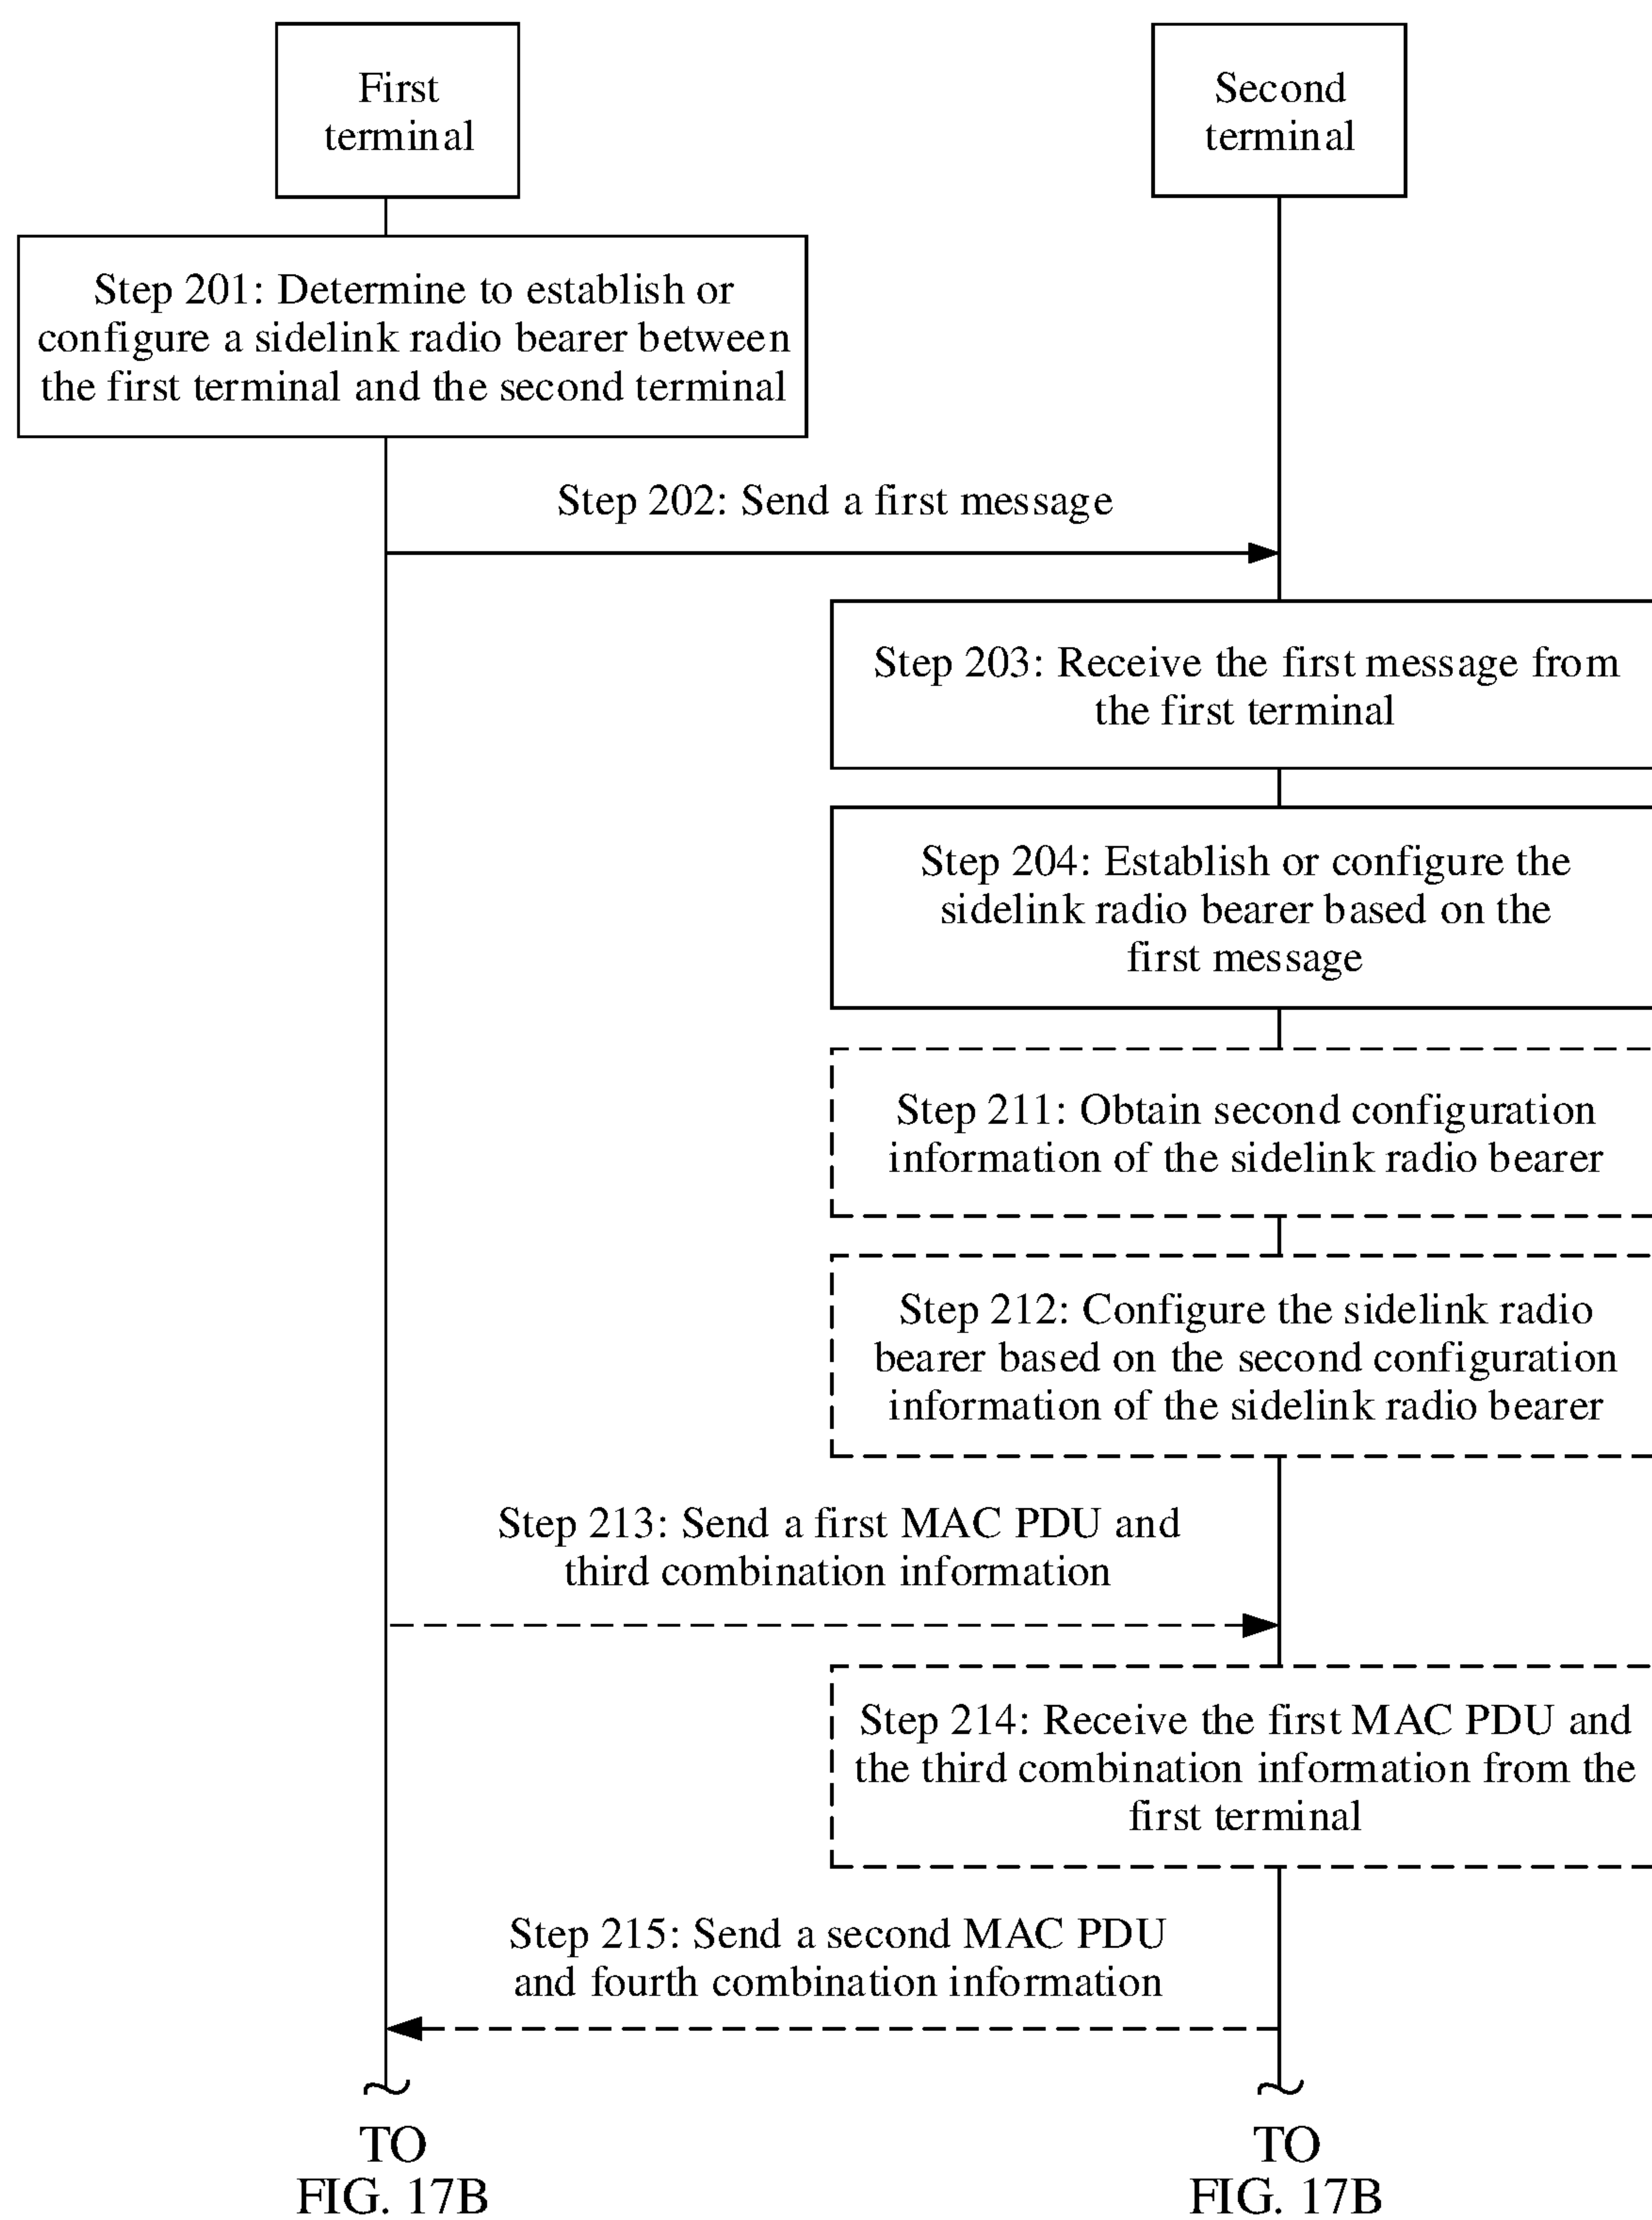 First
terminal
Second
terminal
Step 201: Determine to establish or
configure a sidelink radio bearer between
the first terminal and the second terminal
Step 202: Send a first message
Step 203: Receive the first message from
the first terminal
Step 204: Establish or configure the
sidelink radio bearer based on the
first message
Step 211: Obtain second configuration
information of the sidelink radio bearer
Step 212: Configure the sidelink radio
bearer based on the second configuration
information of the sidelink radio bearer
Step 213: Send a first MAC PDU and
third combination information
Step 214: Receive the first MAC PDU and
the third combination information from the
first terminal
Step 215: Send a second MAC PDU
and fourth combination information
TO
FIG. 17B
TO
FIG. 17B